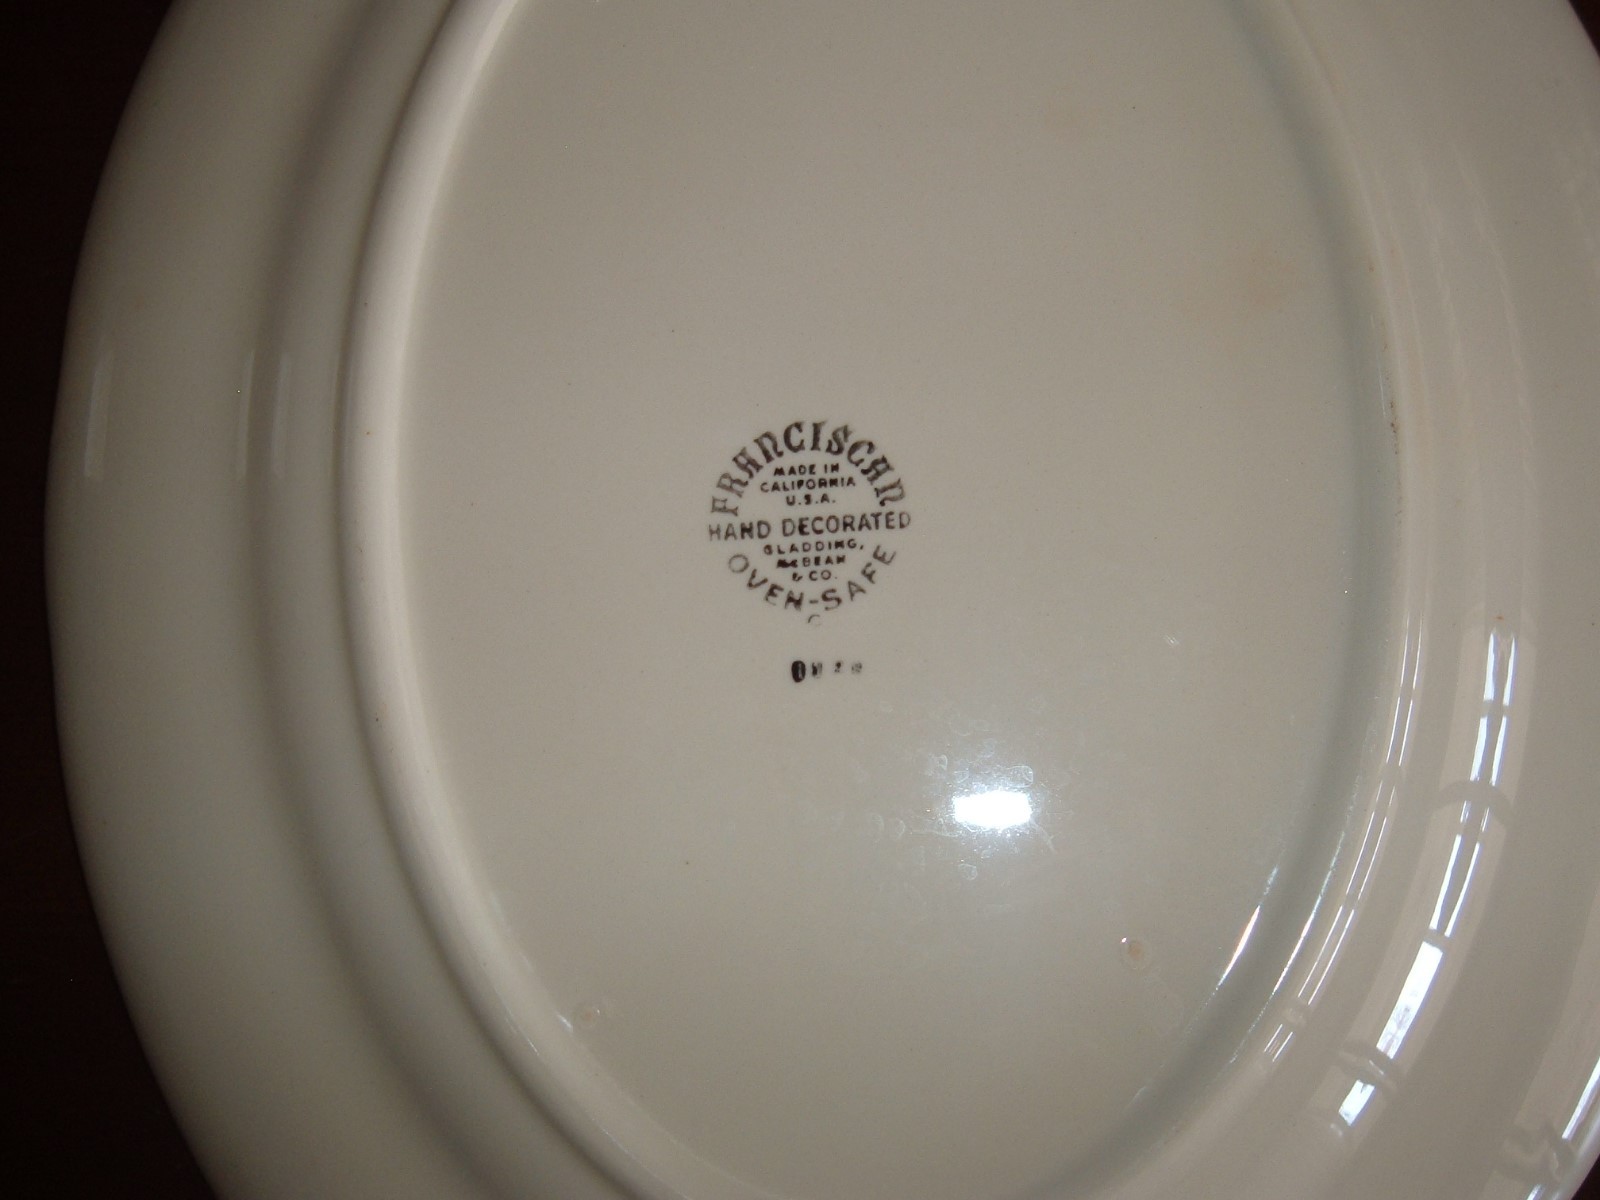 FRANCISCAN
MADE IN
CALIFORNIA
U.S.A.
HAND DECORATED
GLADDING,
McBEAN
& CO.
OVEN-SAFE